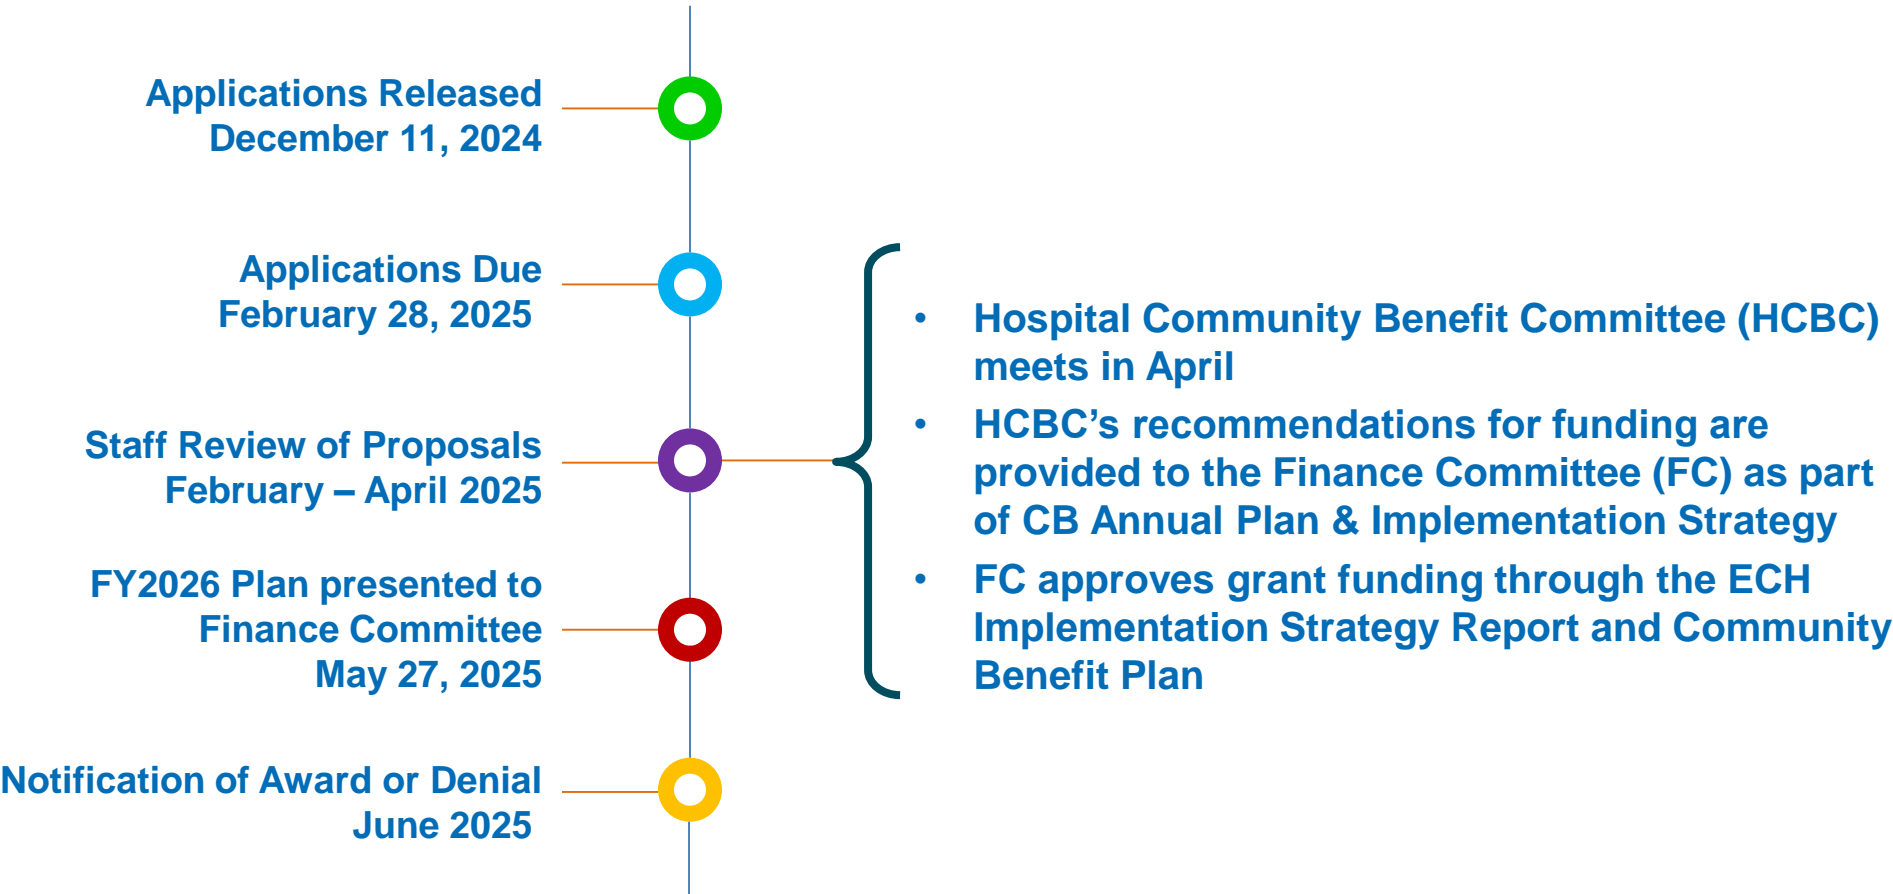 Applications Released
December 11, 2024
Applications Due
February 28, 2025
Staff Review of Proposals
February – April 2025
FY2026 Plan presented to
Finance Committee
May 27, 2025
Notification of Award or Denial
June 2025
• Hospital Community Benefit Committee (HCBC)
meets in April
• HCBC’s recommendations for funding are
provided to the Finance Committee (FC) as part
of CB Annual Plan & Implementation Strategy
• FC approves grant funding through the ECH
Implementation Strategy Report and Community
Benefit Plan